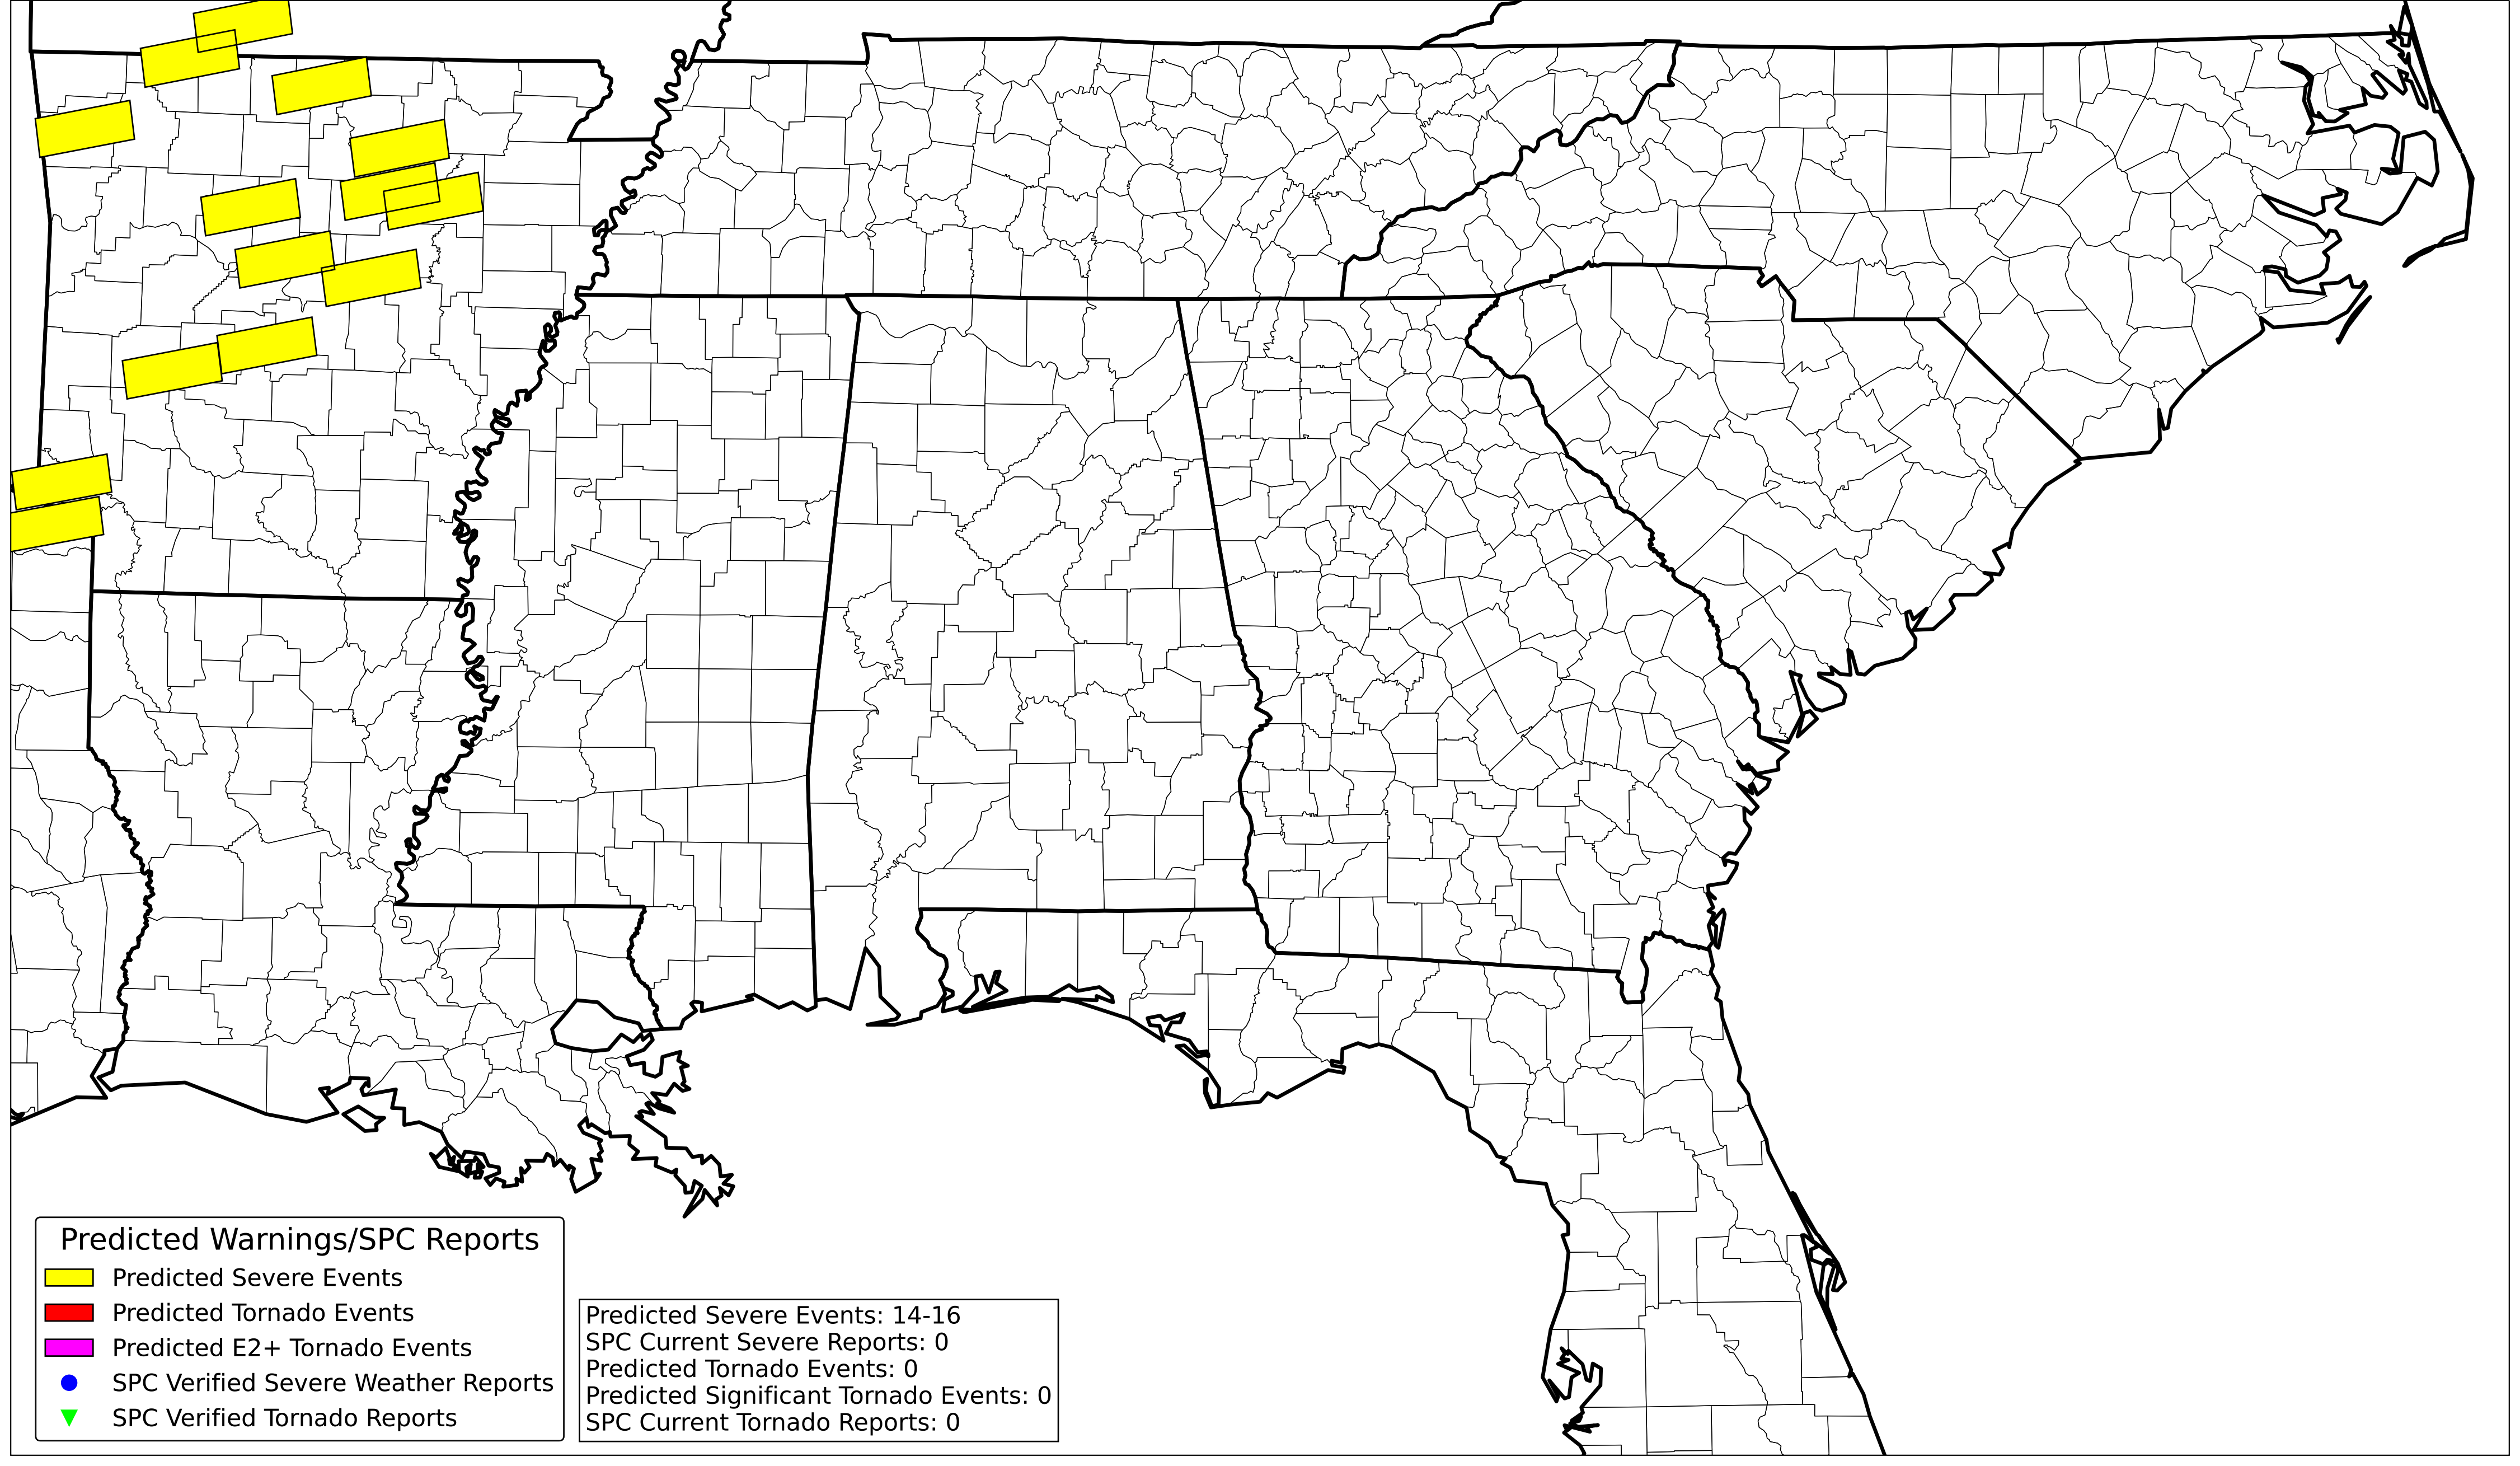 Predicted Warnings/SPC Reports
Predicted Severe Events
Predicted Tornado Events
Predicted E2+ Tornado Events
SPC Verified Severe Weather Reports
SPC Verified Tornado Reports
Predicted Severe Events: 14-16
SPC Current Severe Reports: 0
Predicted Tornado Events: 0
Predicted Significant Tornado Events: 0
SPC Current Tornado Reports: 0